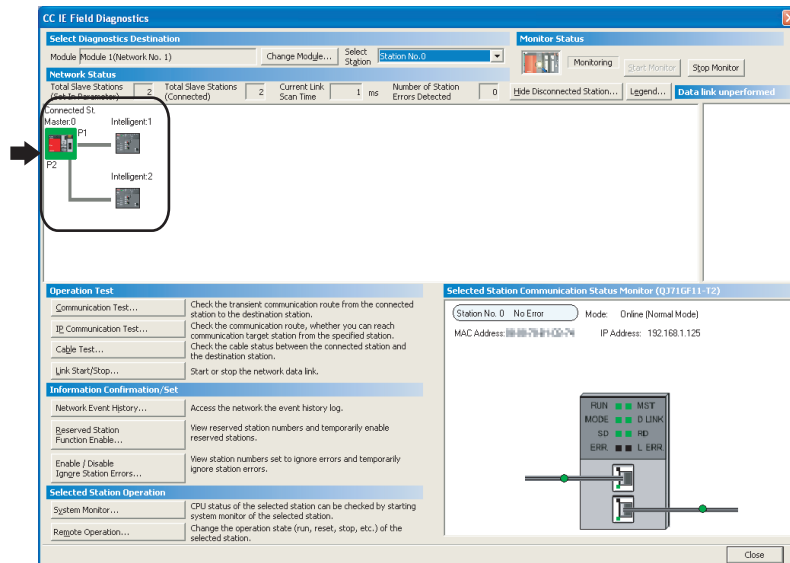 CC IE Field Diagnostics
Select Diagnostics Destination
Monitor Status
Module Module 1(Network No. 1)
Change Module...
Select Station
Station No.0
Monitoring
Start Monitor
Stop Monitor
Network Status
Total Slave Stations (Set In Parameter) 2
Total Slave Stations (Connected) 2
Current Link Scan Time 1 ms
Number of Station Errors Detected 0
Hide Disconnected Station...
Legend...
Data link unperformed
Connected St.
Master:0
Intelligent:1
P1
P2
Intelligent:2
Operation Test
Communication Test...
Check the transient communication route from the connected
station to the destination station.
IP Communication Test...
Check the communication route, whether you can reach
communication target station from the specified station.
Cable Test...
Check the cable status between the connected station and
the destination station.
Link Start/Stop...
Start or stop the network data link.
Information Confirmation/Set
Network Event History...
Access the network the event history log.
Reserved Station
Function Enable...
View reserved station numbers and temporarily enable
reserved stations.
Enable / Disable
Ignore Station Errors...
View station numbers set to ignore errors and temporarily
ignore station errors.
Selected Station Operation
System Monitor...
CPU status of the selected station can be checked by starting
system monitor of the selected station.
Remote Operation...
Change the operation state (run, reset, stop, etc.) of the
selected station.
Selected Station Communication Status Monitor (QJ71GF11-T2)
Station No. 0 No Error
Mode: Online (Normal Mode)
MAC Address:
IP Address: 192.168.1.125
RUN MST
MODE D LINK
SD RD
ERR. L ERR.
Close